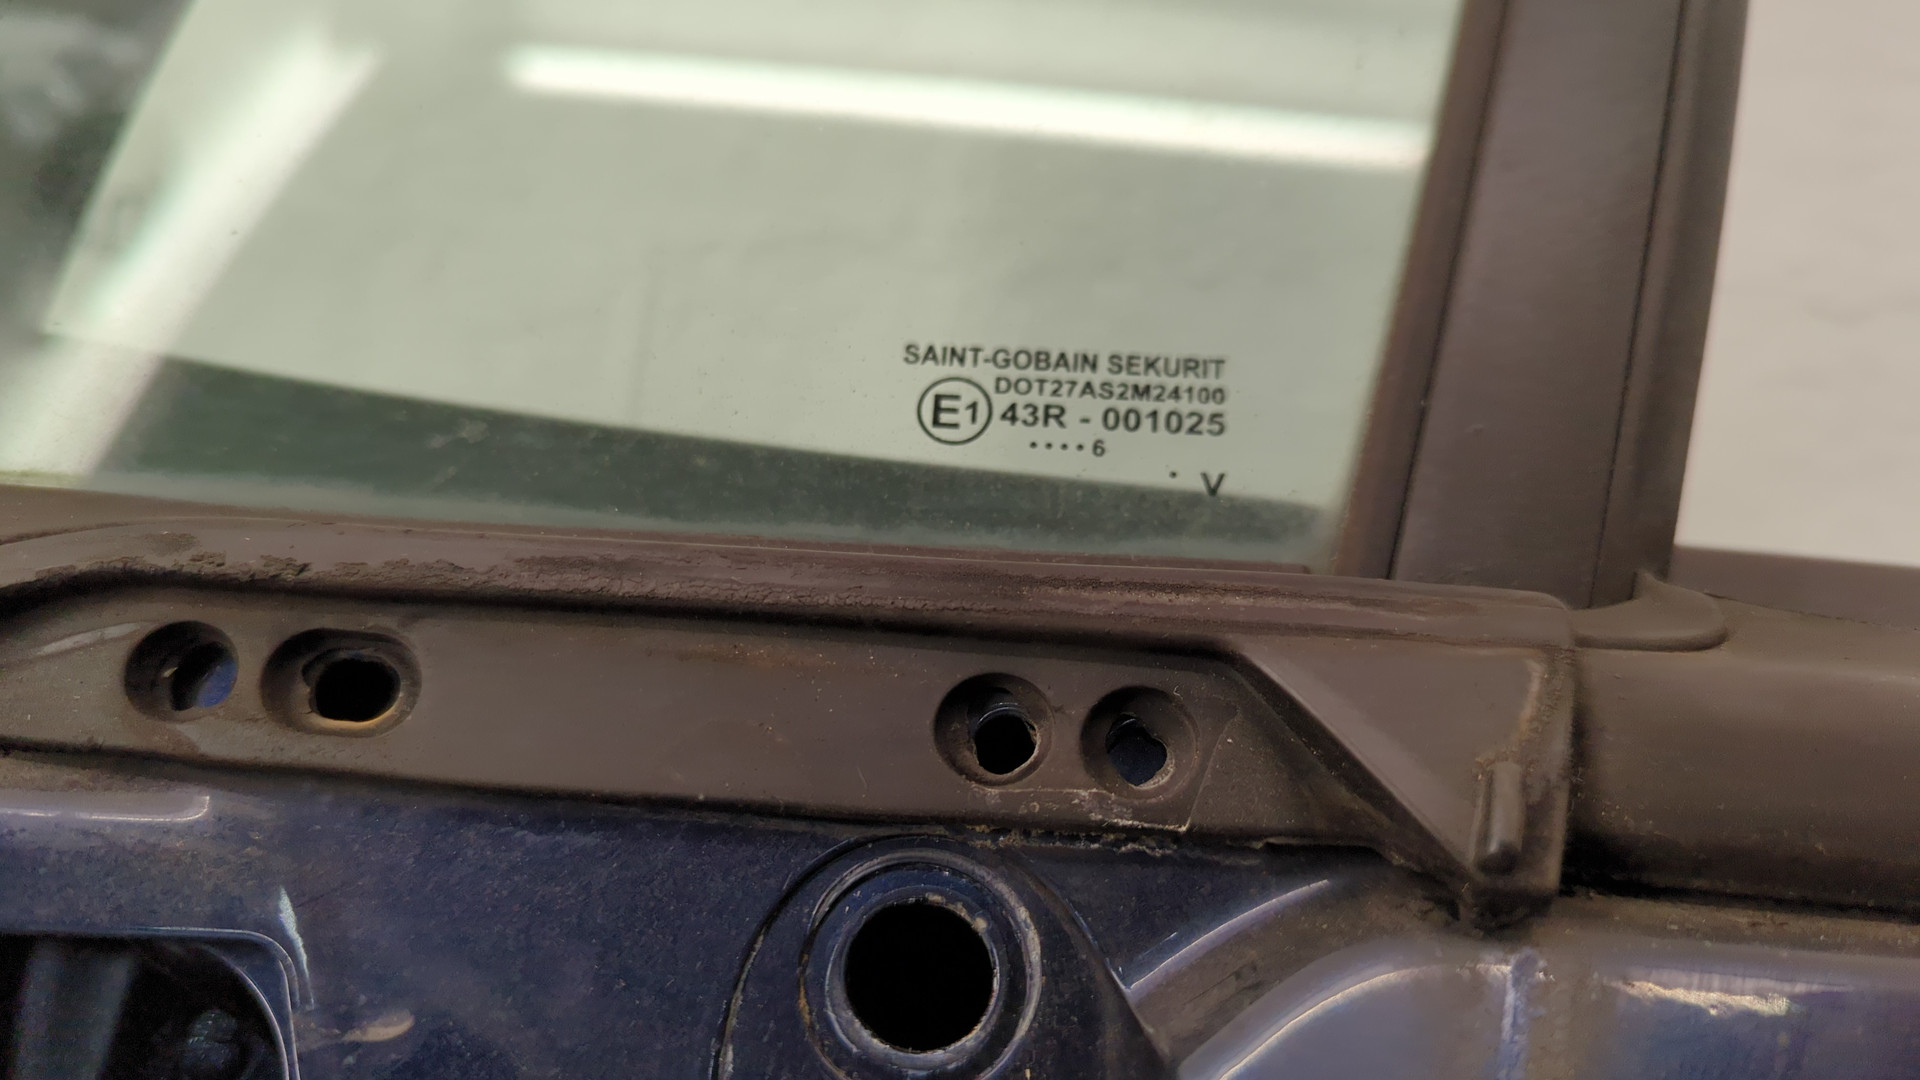 SAINT-GOBAIN SEKURIT
DOT27AS2M24100
E1 43R - 001025
····6
· V